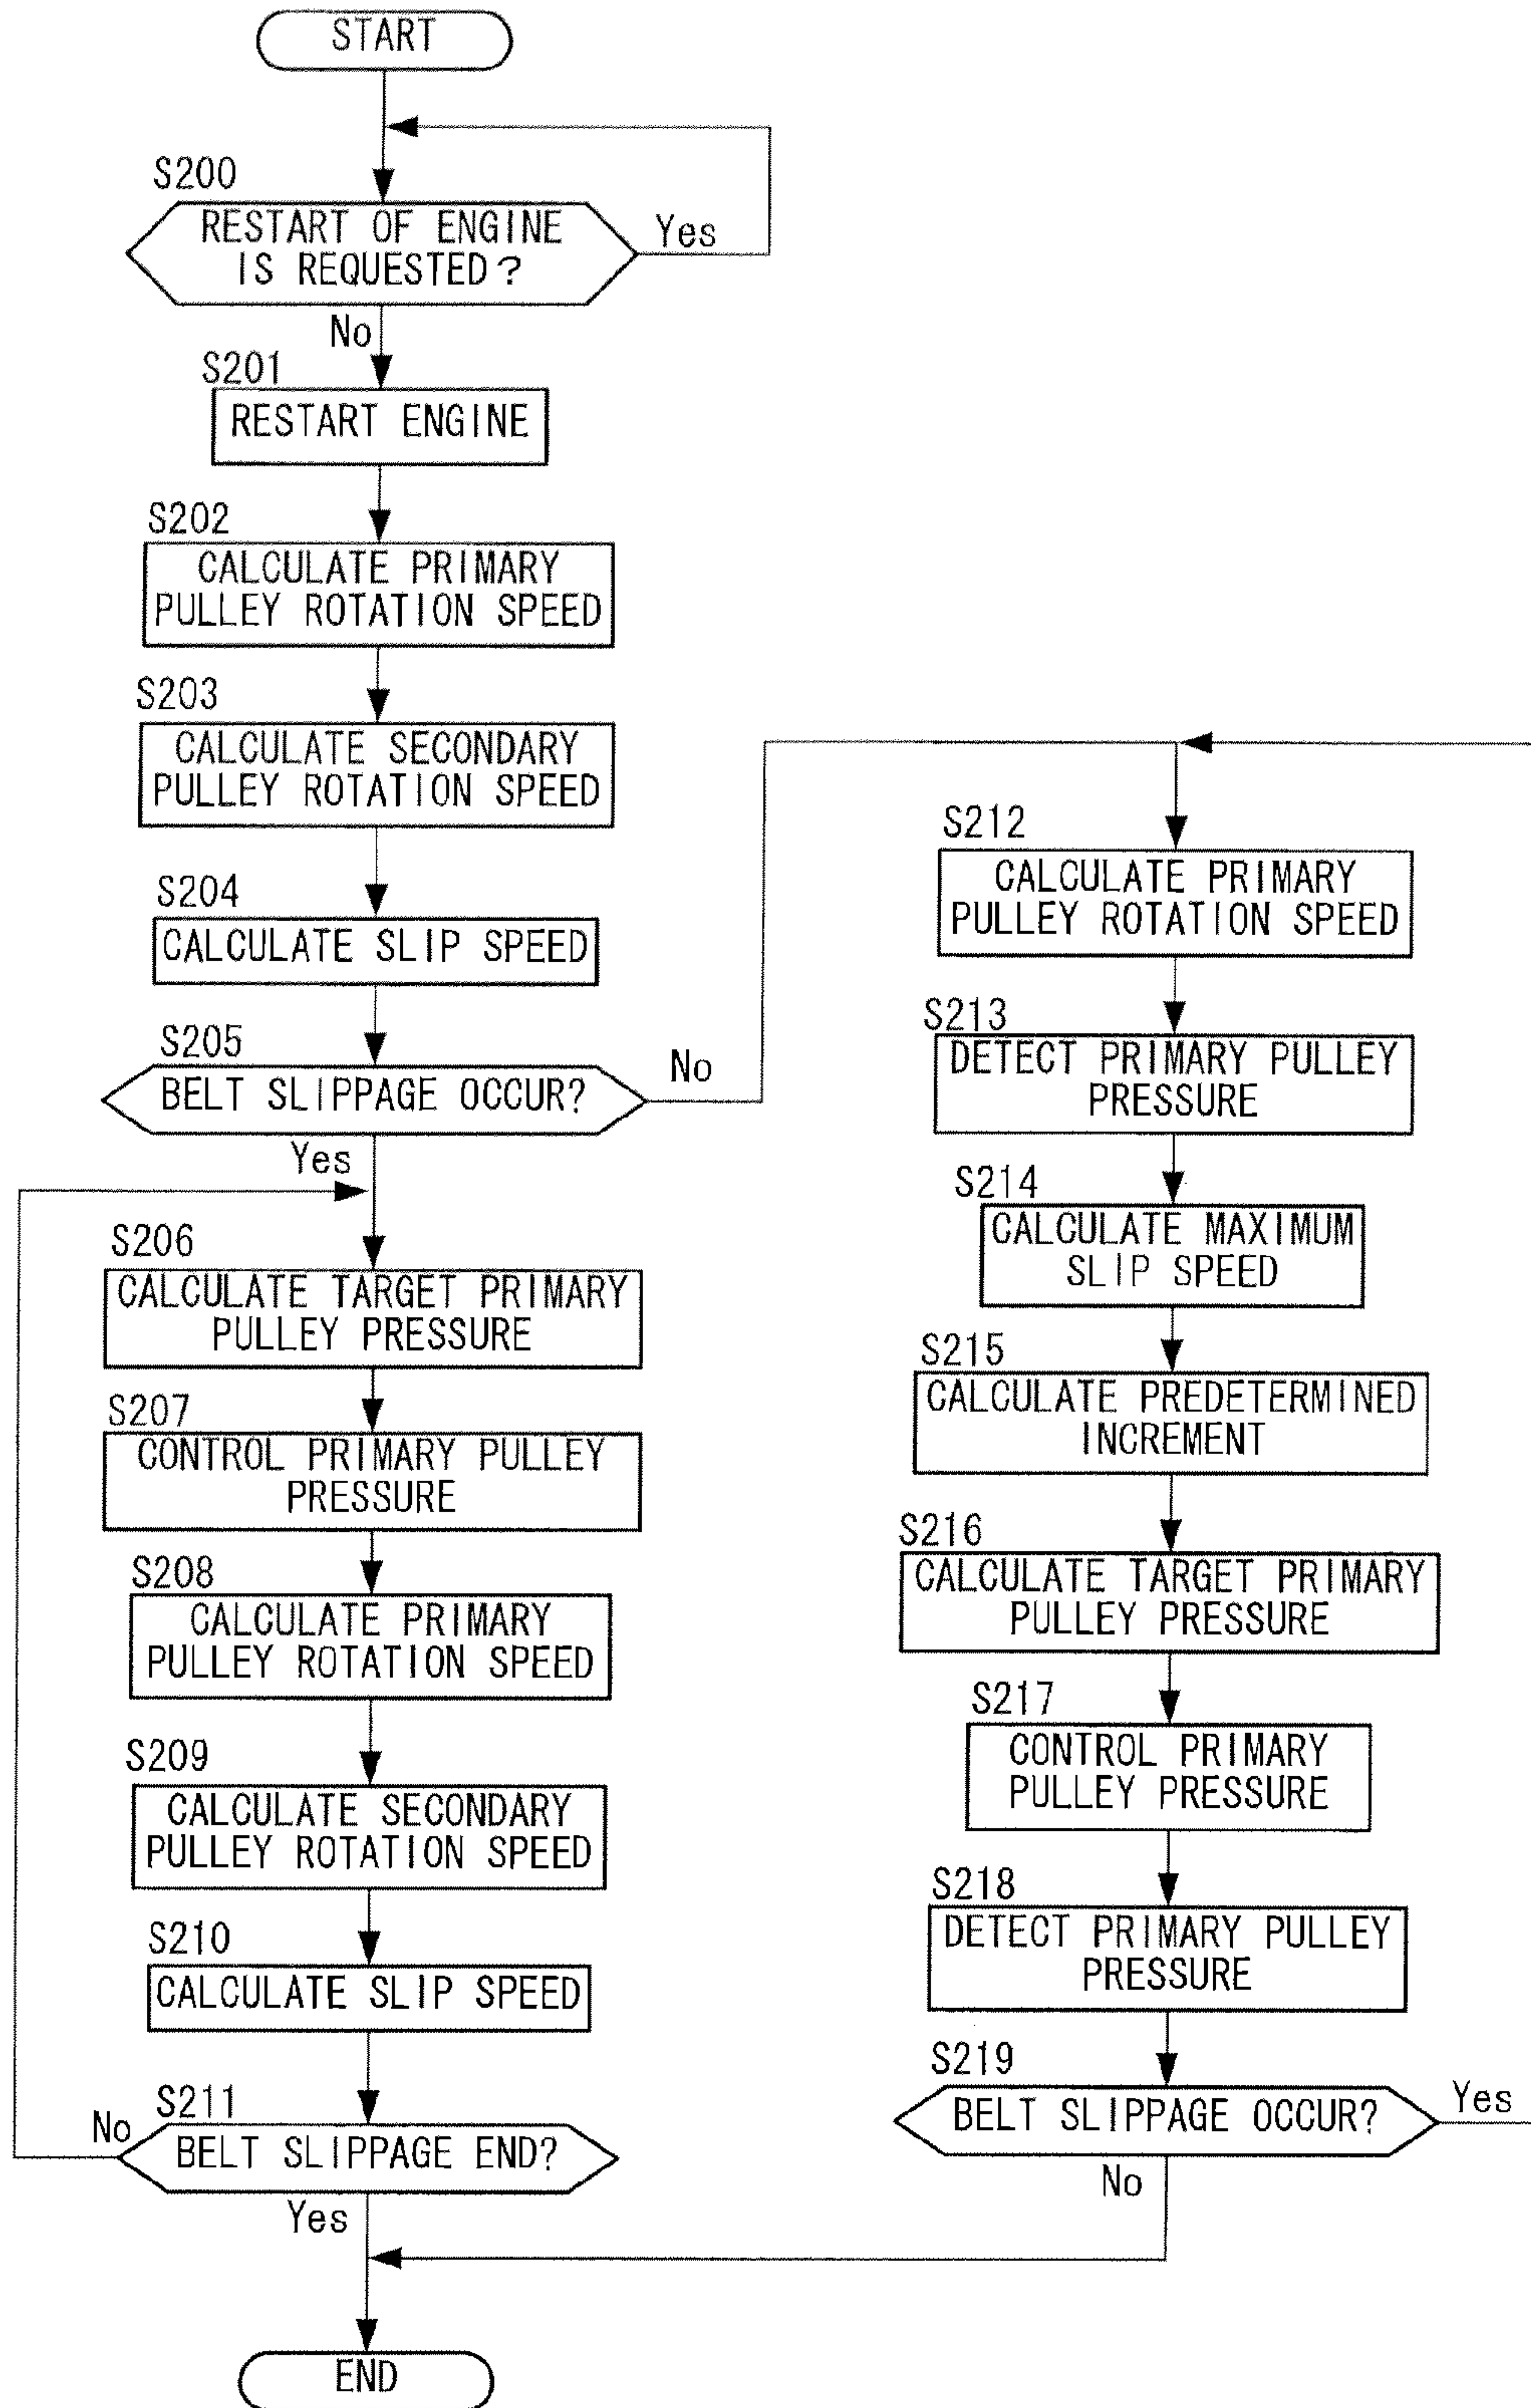 START
S200
RESTART OF ENGINE
IS REQUESTED?
Yes
No
S201
RESTART ENGINE
S202
CALCULATE PRIMARY
PULLEY ROTATION SPEED
S203
CALCULATE SECONDARY
PULLEY ROTATION SPEED
S204
CALCULATE SLIP SPEED
S205
BELT SLIPPAGE OCCUR?
No
Yes
S206
CALCULATE TARGET PRIMARY
PULLEY PRESSURE
S207
CONTROL PRIMARY PULLEY
PRESSURE
S208
CALCULATE PRIMARY
PULLEY ROTATION SPEED
S209
CALCULATE SECONDARY
PULLEY ROTATION SPEED
S210
CALCULATE SLIP SPEED
S211
No
BELT SLIPPAGE END?
Yes
S212
CALCULATE PRIMARY
PULLEY ROTATION SPEED
S213
DETECT PRIMARY PULLEY
PRESSURE
S214
CALCULATE MAXIMUM
SLIP SPEED
S215
CALCULATE PREDETERMINED
INCREMENT
S216
CALCULATE TARGET PRIMARY
PULLEY PRESSURE
S217
CONTROL PRIMARY
PULLEY PRESSURE
S218
DETECT PRIMARY PULLEY
PRESSURE
S219
BELT SLIPPAGE OCCUR?
Yes
No
END